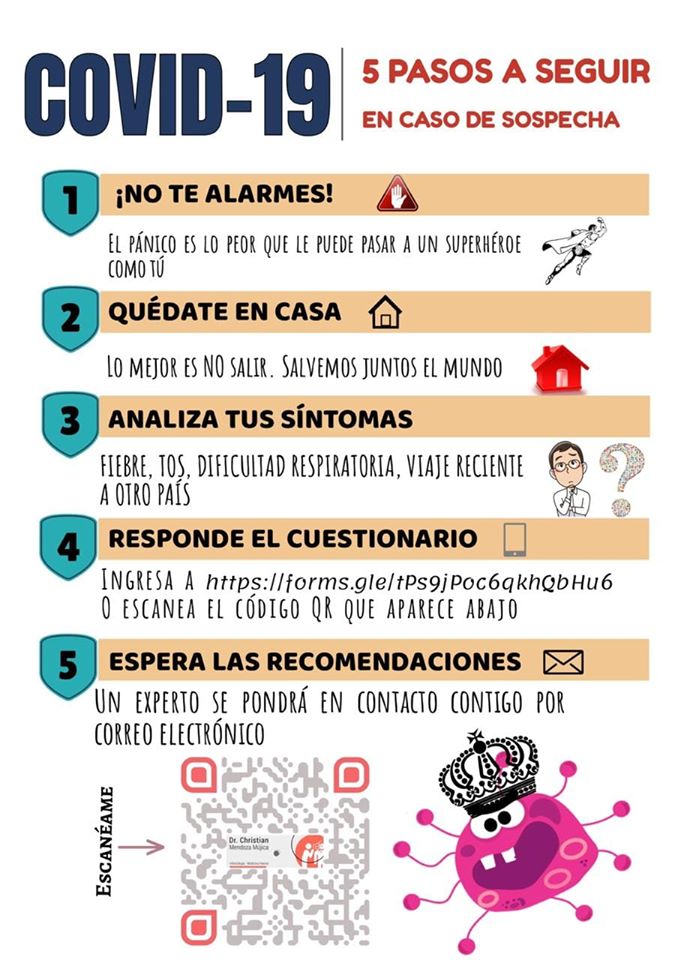 COVID-19
5 PASOS A SEGUIR
EN CASO DE SOSPECHA
1
¡NO TE ALARMES!
EL PÁNICO ES LO PEOR QUE LE PUEDE PASAR A UN SUPERHÉROE
COMO TÚ
2
QUÉDATE EN CASA
LO MEJOR ES NO SALIR. SALVEMOS JUNTOS EL MUNDO
3
ANALIZA TUS SÍNTOMAS
FIEBRE, TOS, DIFICULTAD RESPIRATORIA, VIAJE RECIENTE
A OTRO PAÍS
4
RESPONDE EL CUESTIONARIO
INGRESA A https://forms.gle/tPs9jPoc6qkhQbHu6
O ESCANEA EL CÓDIGO QR QUE APARECE ABAJO
5
ESPERA LAS RECOMENDACIONES
UN EXPERTO SE PONDRÁ EN CONTACTO CONTIGO POR
CORREO ELECTRÓNICO
ESCANÉAME
Dr. Christian
Mendoza Mújica